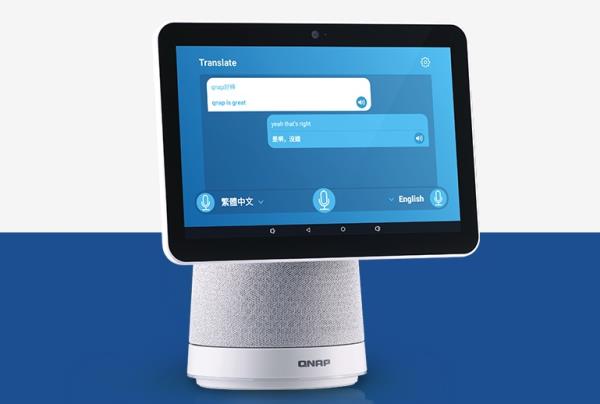 Translate
qnap好棒
qnap is great
yeah that's right
是啊，沒錯
繁體中文
English
QNAP